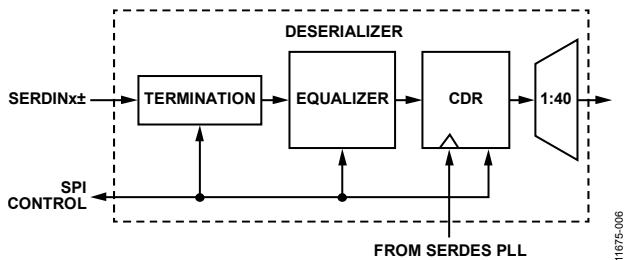 DESERIALIZER
SERDINx±
TERMINATION
EQUALIZER
CDR
1:40
SPI
CONTROL
FROM SERDES PLL
11675-006